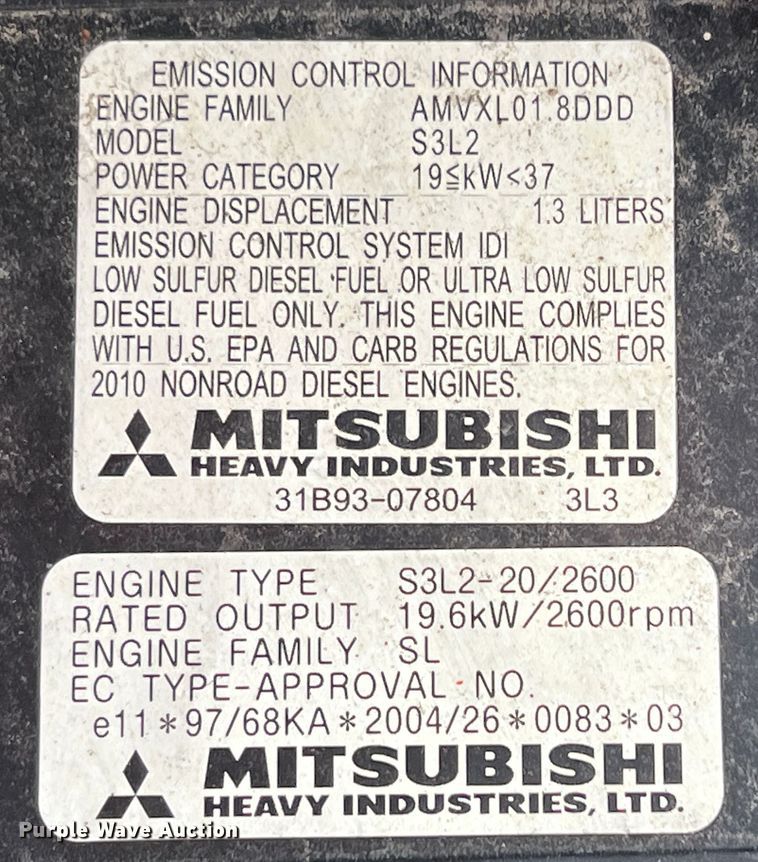 EMISSION CONTROL INFORMATION
ENGINE FAMILY AMVXL01.8DDD
MODEL S3L2
POWER CATEGORY 19≦kW<37
ENGINE DISPLACEMENT 1.3 LITERS
EMISSION CONTROL SYSTEM IDI
LOW SULFUR DIESEL FUEL OR ULTRA LOW SULFUR
DIESEL FUEL ONLY. THIS ENGINE COMPLIES
WITH U.S. EPA AND CARB REGULATIONS FOR
2010 NONROAD DIESEL ENGINES.
MITSUBISHI
HEAVY INDUSTRIES, LTD.
31B93-07804 3L3
ENGINE TYPE S3L2-20/2600
RATED OUTPUT 19.6kW/2600rpm
ENGINE FAMILY SL
EC TYPE-APPROVAL NO.
e11*97/68KA*2004/26*0083*03
MITSUBISHI
HEAVY INDUSTRIES, LTD.
Purple Wave Auction